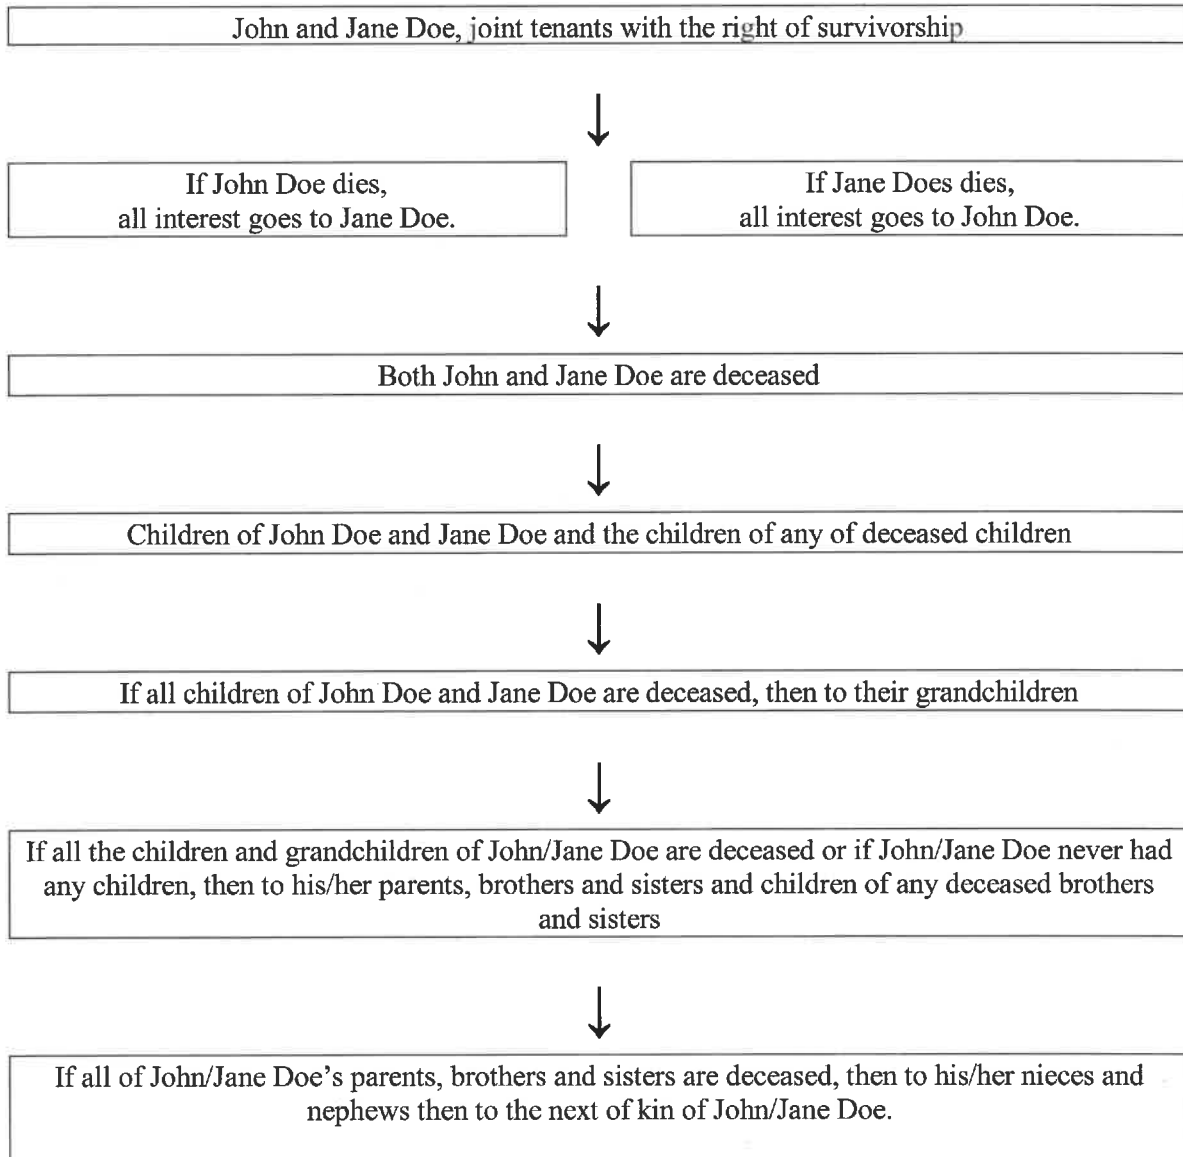 John and Jane Doe, joint tenants with the right of survivorship
If John Doe dies,
all interest goes to Jane Doe.
If Jane Does dies,
all interest goes to John Doe.
Both John and Jane Doe are deceased
Children of John Doe and Jane Doe and the children of any of deceased children
If all children of John Doe and Jane Doe are deceased, then to their grandchildren
If all the children and grandchildren of John/Jane Doe are deceased or if John/Jane Doe never had
any children, then to his/her parents, brothers and sisters and children of any deceased brothers
and sisters
If all of John/Jane Doe’s parents, brothers and sisters are deceased, then to his/her nieces and
nephews then to the next of kin of John/Jane Doe.